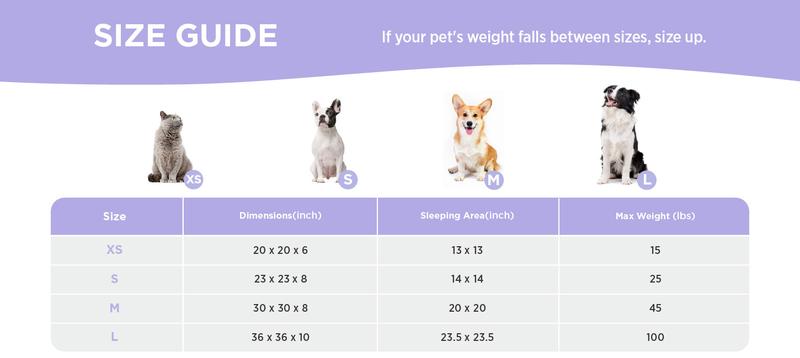 SIZE GUIDE
If your pet's weight falls between sizes, size up.
XS S M L
Size Dimensions(inch) Sleeping Area(inch) Max Weight (lbs)
XS 20 x 20 x 6 13 x 13 15
S 23 x 23 x 8 14 x 14 25
M 30 x 30 x 8 20 x 20 45
L 36 x 36 x 10 23.5 x 23.5 100